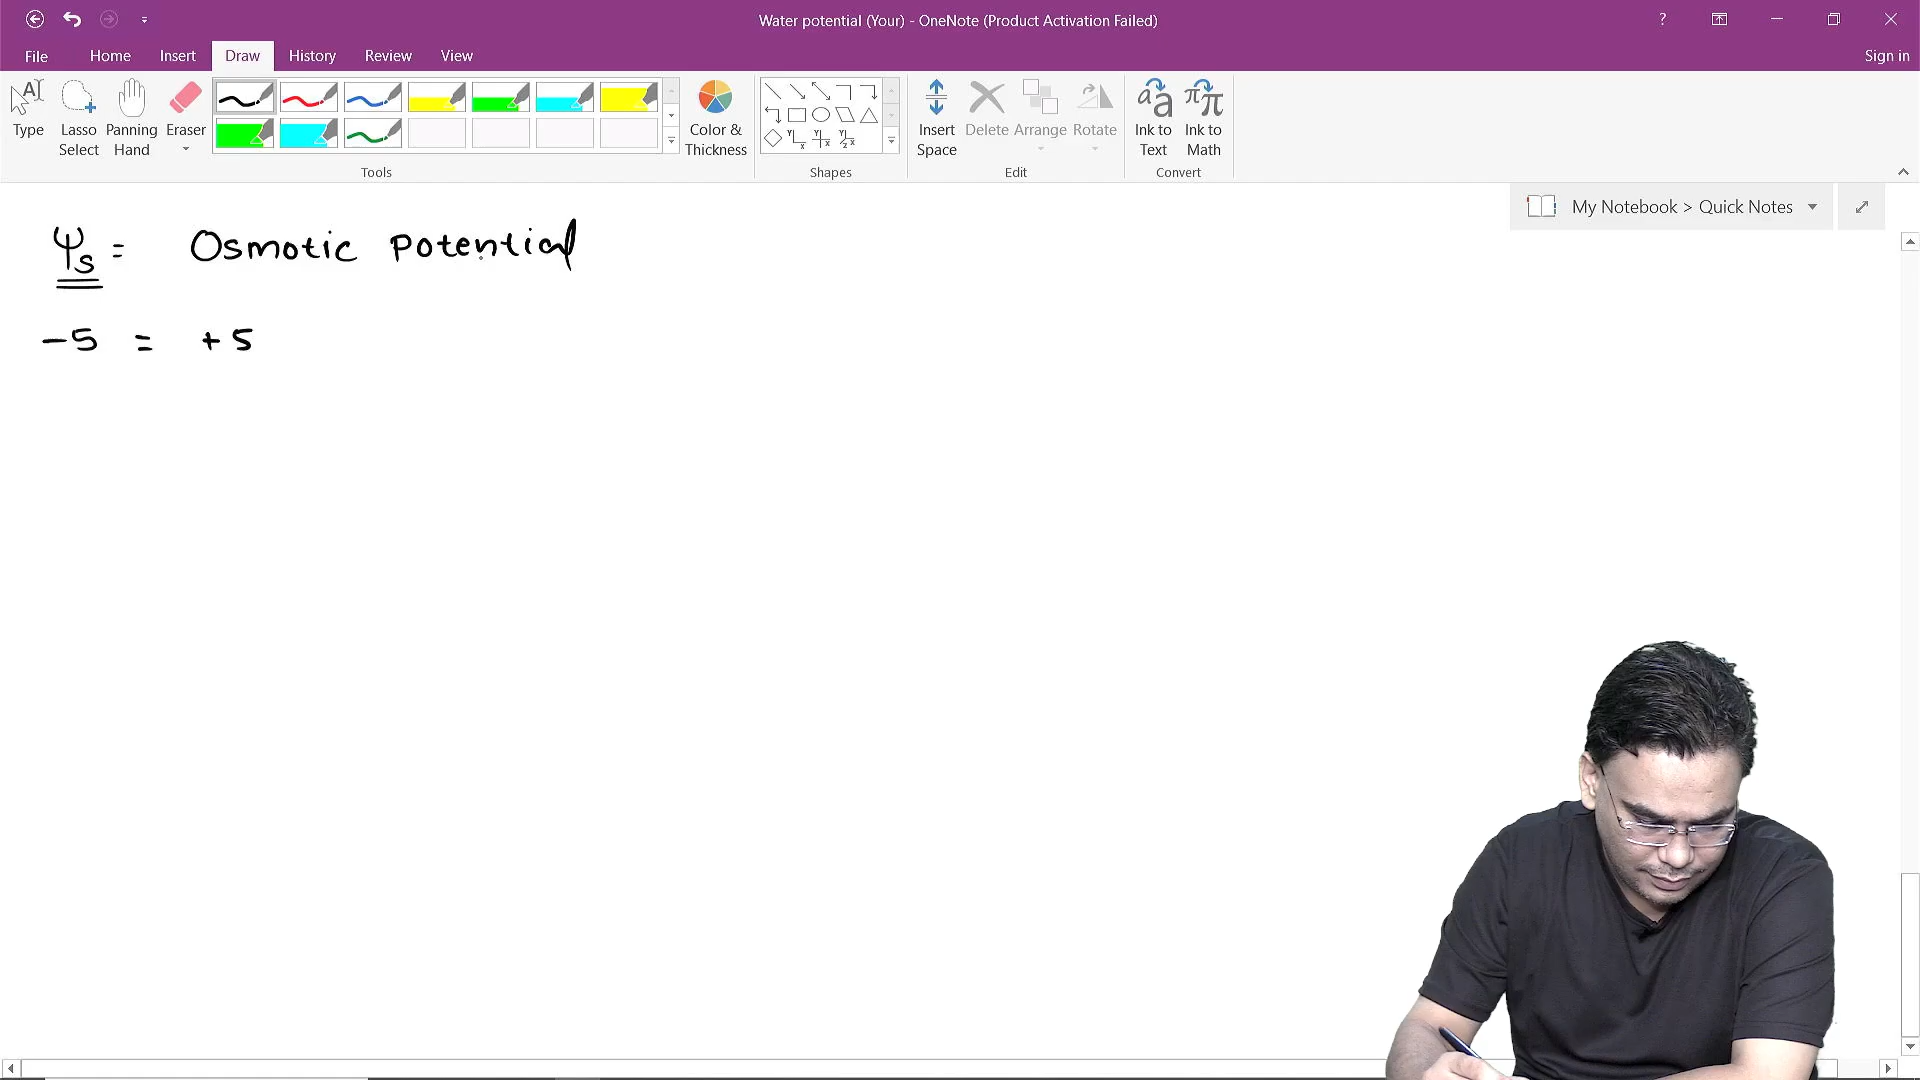 Water potential (Your) - OneNote (Product Activation Failed)
?
File Home Insert Draw History Review View
Sign in
Type
Lasso Select
Panning Hand
Eraser
Color & Thickness
Insert Space
Delete
Arrange
Rotate
Ink to Text
Ink to Math
Tools
Shapes
Edit
Convert
My Notebook > Quick Notes
ψs = Osmotic Potential
-5 = +5